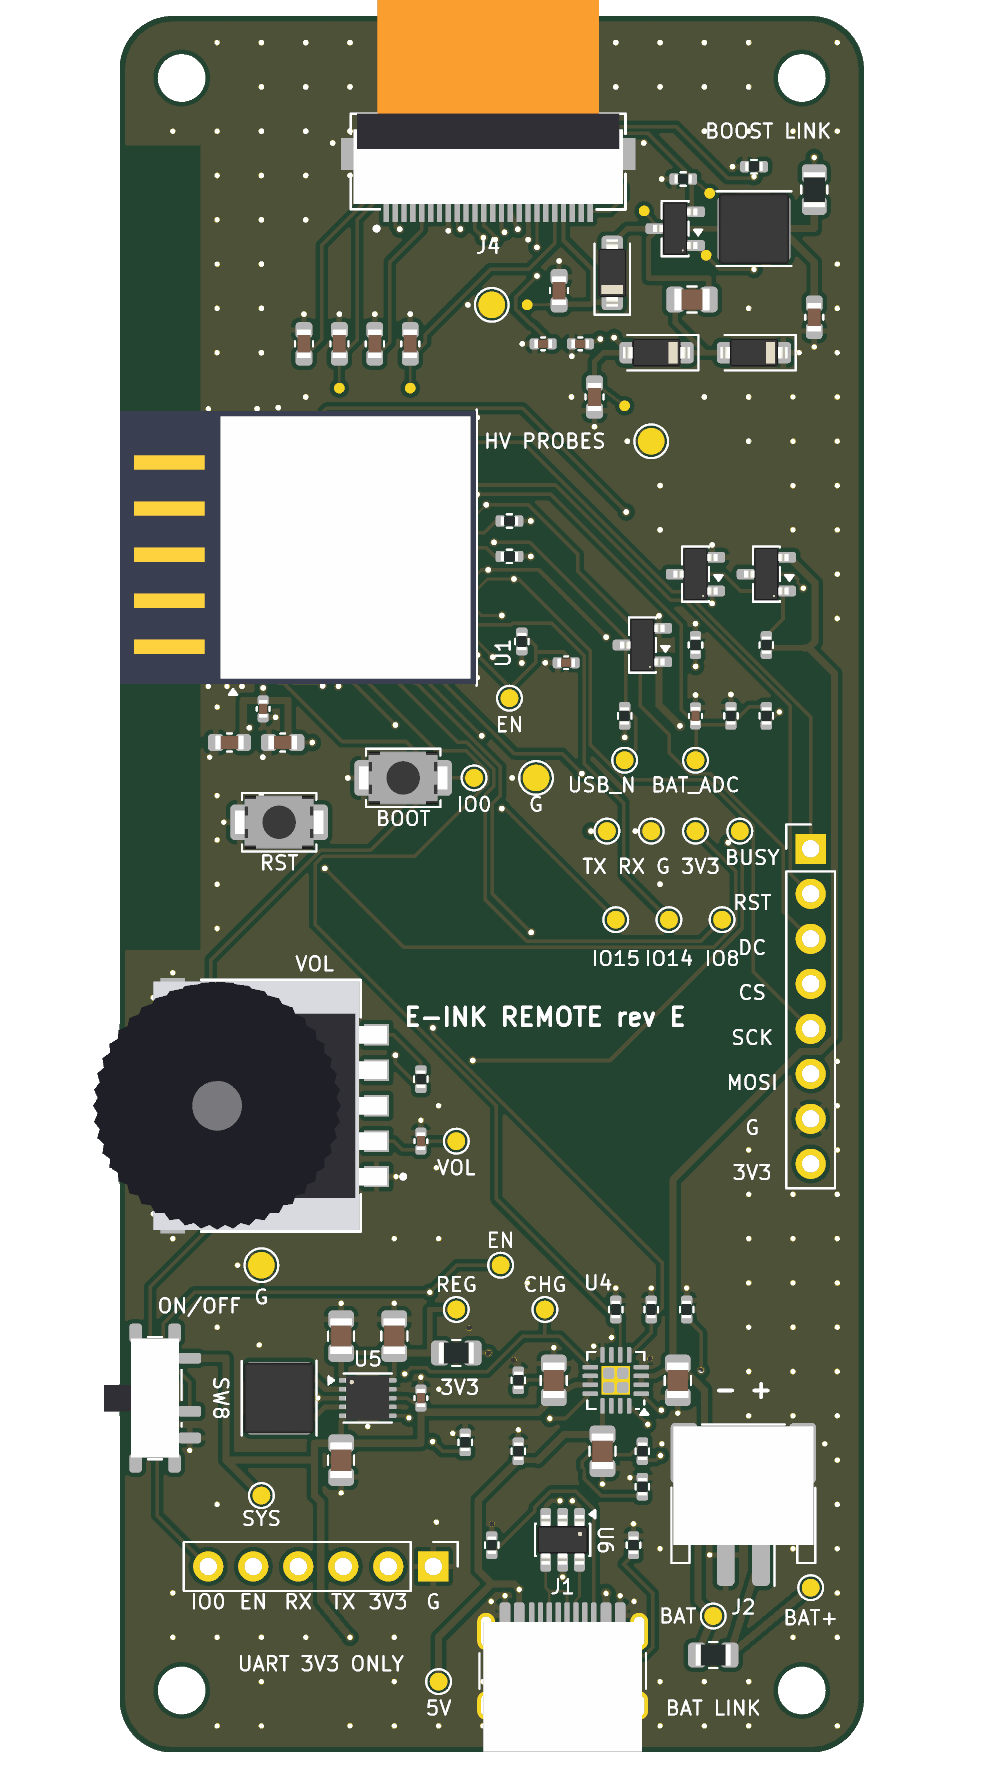 BOOST LINK
J4
HV PROBES
U1
EN
USB_N BAT_ADC
BOOT IO0 G
RST
TX RX G 3V3 BUSY
RST
DC
IO15 IO14 IO8
VOL
CS
E-INK REMOTE rev E
SCK
MOSI
G
VOL
3V3
EN
REG CHG U4
G
ON/OFF
U5
3V3
SW8
- +
SYS
U6
J1
IO0 EN RX TX 3V3 G
BAT J2 BAT+
UART 3V3 ONLY
5V
BAT LINK